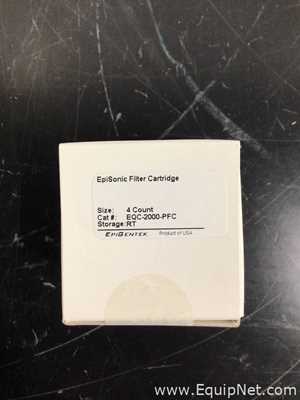 EpiSonic Filter Cartridge
Size: 4 Count
Cat #: EQC-2000-PFC
Storage:RT
EPIGENTEK Product of USA
www.EquipNet.com